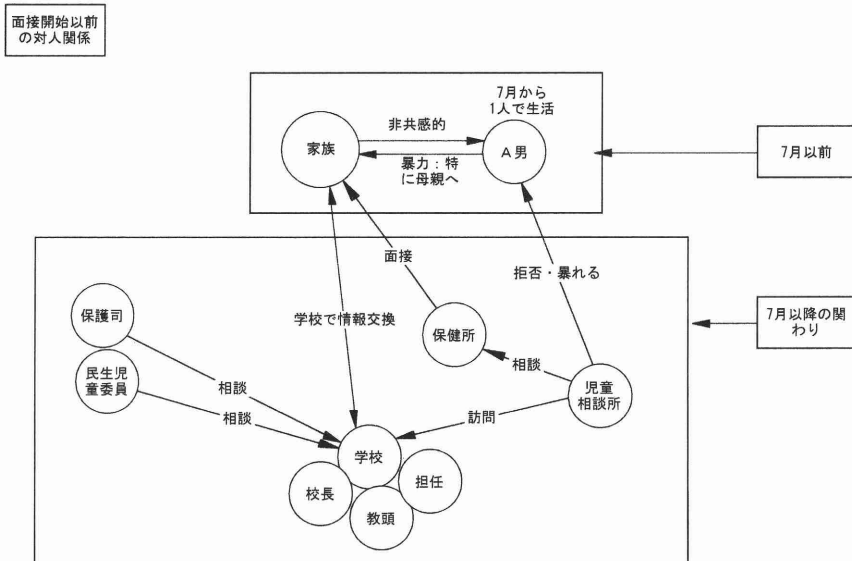 面接開始以前
の対人関係
7月から
1人で生活
家族
非共感的
A男
暴力：特
に母親へ
7月以前
面接
拒否・暴れる
保護司
学校で情報交換
保健所
7月以降の関
わり
民生児
童委員
相談
相談
相談
児童
相談所
訪問
学校
担任
校長
教頭